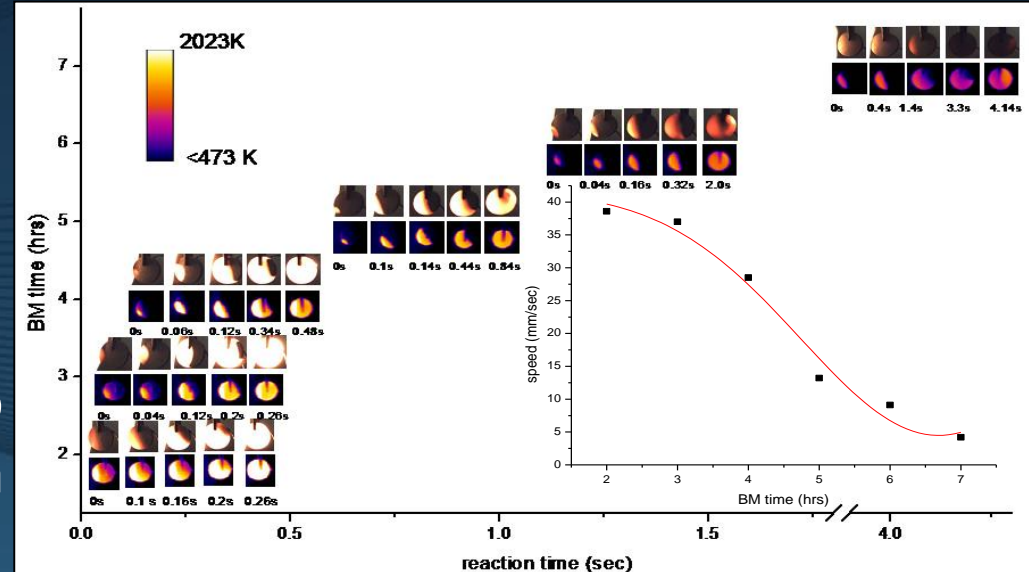 2023K
<473 K
BM time (hrs)
7
6
5
4
3
2
0s 0.4s 1.4s 3.3s 4.14s
0s 0.04s 0.16s 0.32s 2.0s
0s 0.1s 0.14s 0.44s 0.84s
0s 0.06s 0.12s 0.34s 0.48s
0s 0.04s 0.12s 0.2s 0.26s
0s 0.1 s 0.16s 0.2s 0.26s
speed (mm/sec)
40
35
30
25
20
15
10
5
0
2 3 4 5 6 7
BM time (hrs)
0.0 0.5 1.0 1.5 4.0
reaction time (sec)